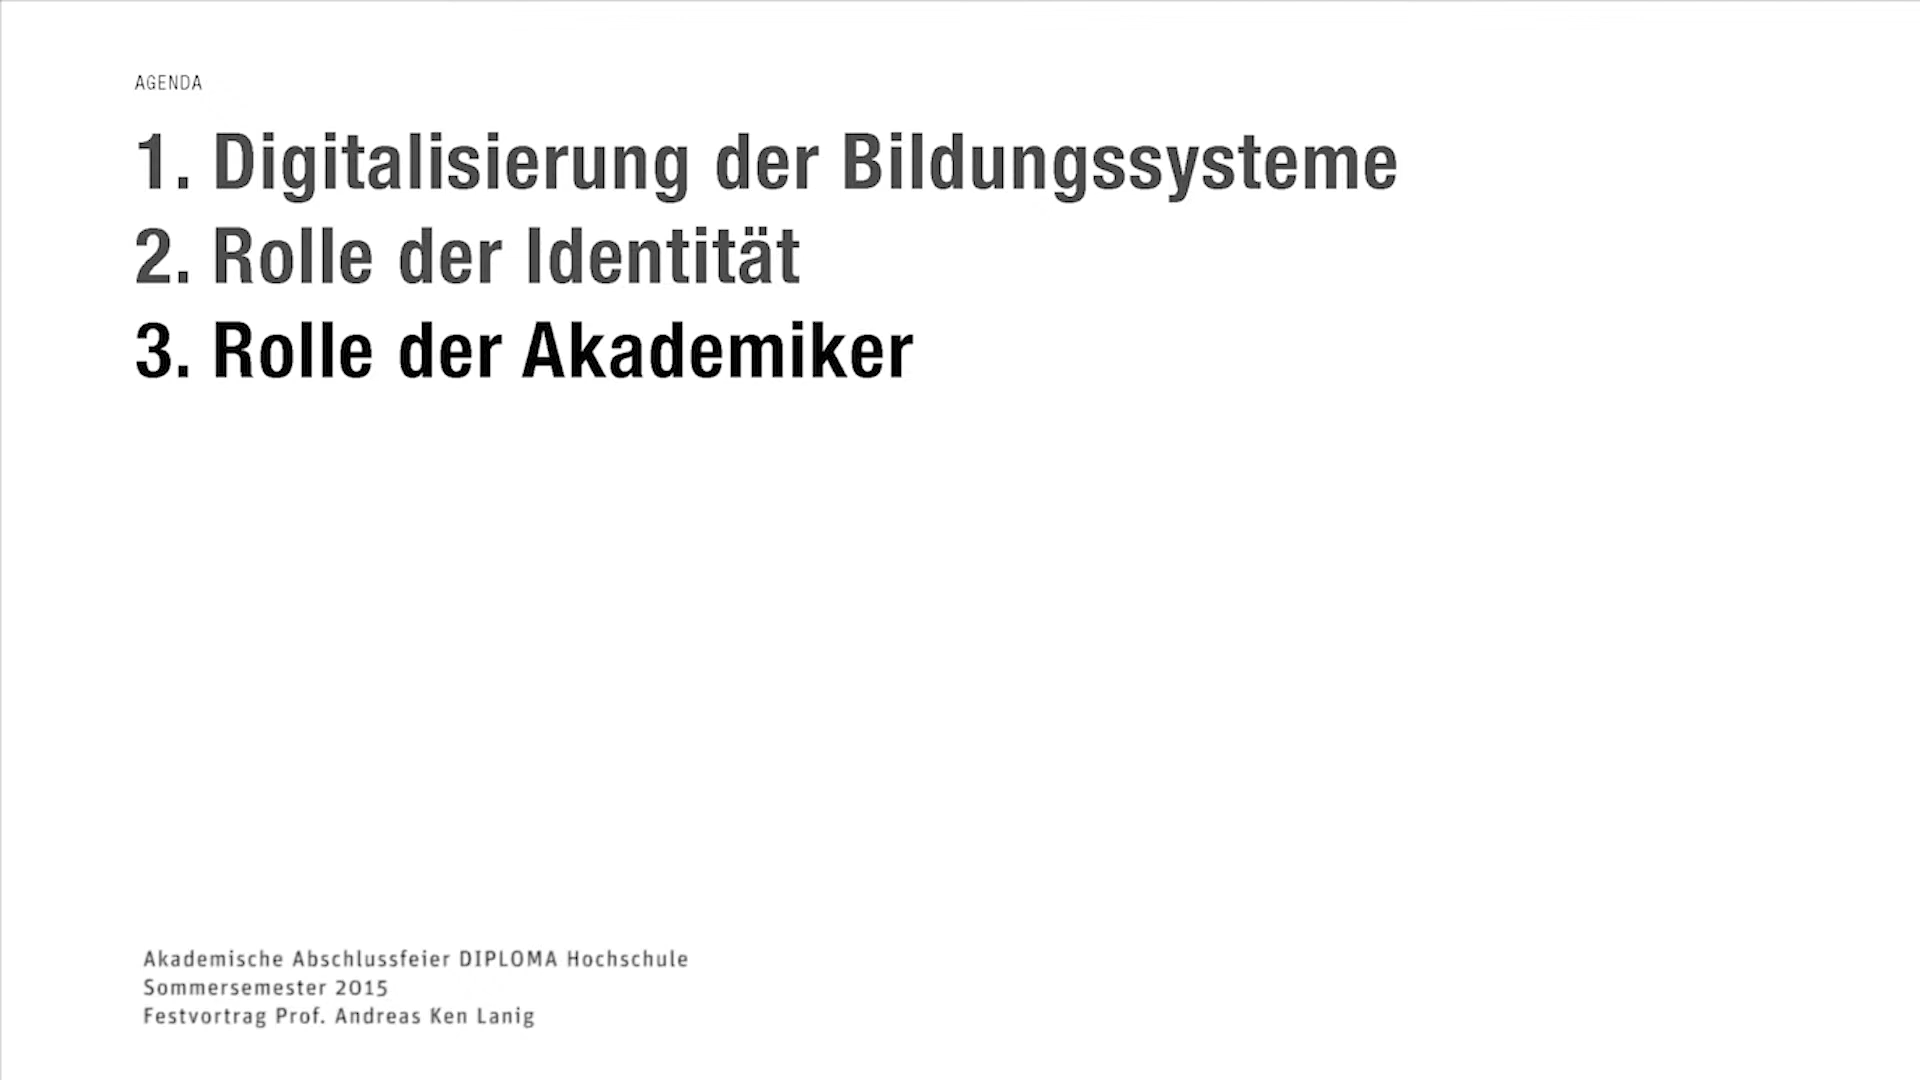 AGENDA
1. Digitalisierung der Bildungssysteme
2. Rolle der Identität
3. Rolle der Akademiker
Akademische Abschlussfeier DIPLOMA Hochschule
Sommersemester 2015
Festvortrag Prof. Andreas Ken Lanig